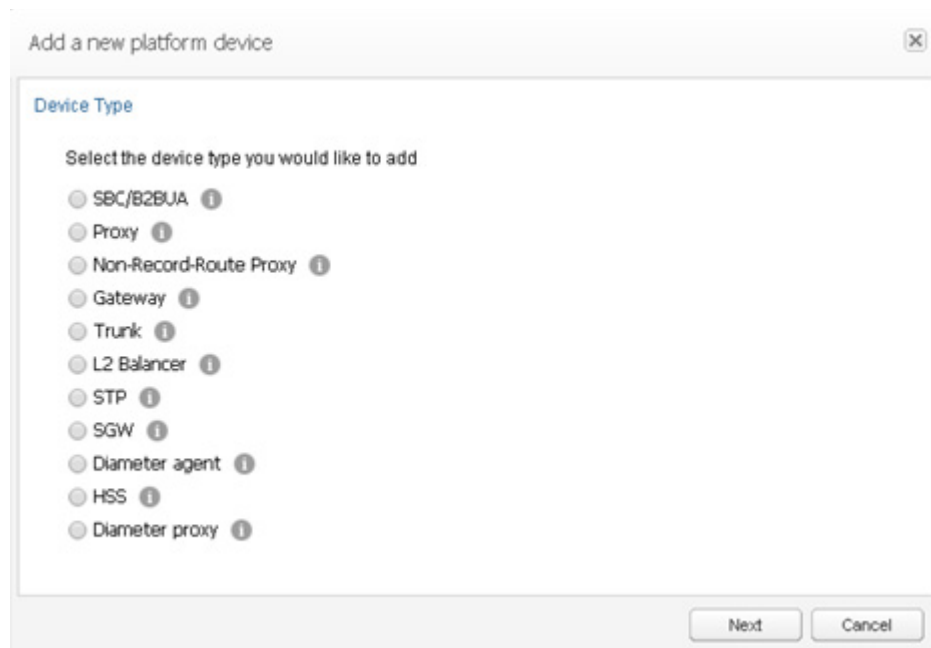 Add a new platform device
Device Type
Select the device type you would like to add
SBC/B2BUA
Proxy
Non-Record-Route Proxy
Gateway
Trunk
L2 Balancer
STP
SGW
Diameter agent
HSS
Diameter proxy
Next Cancel